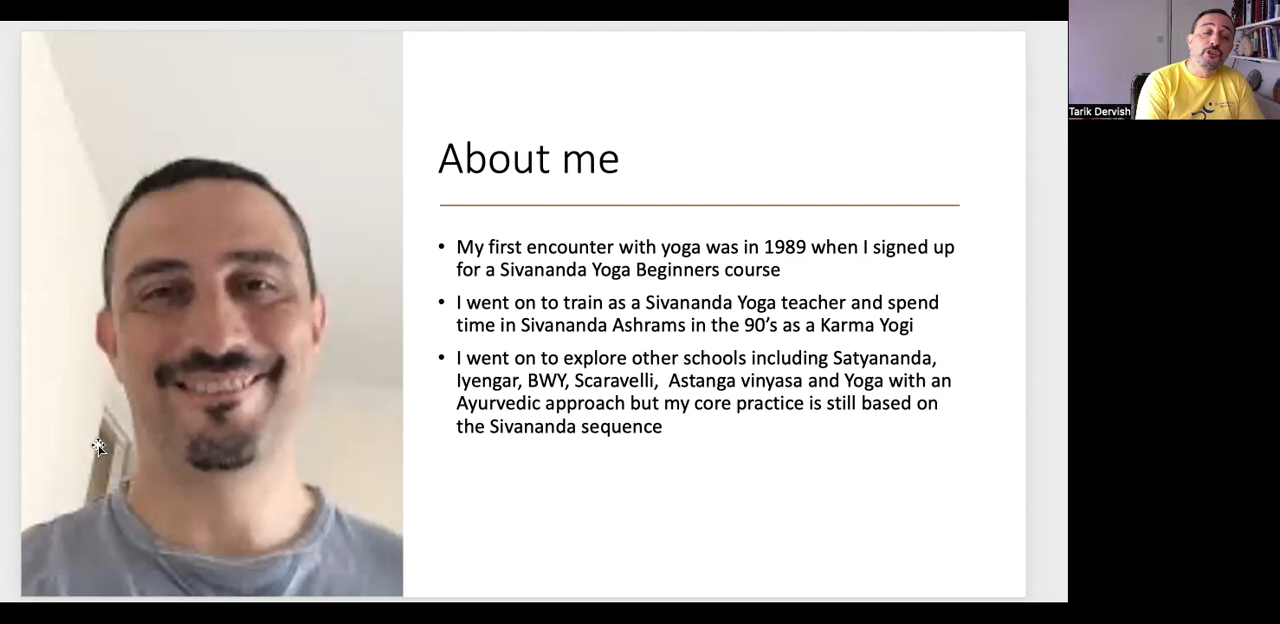 About me
• My first encounter with yoga was in 1989 when I signed up
for a Sivananda Yoga Beginners course
• I went on to train as a Sivananda Yoga teacher and spend
time in Sivananda Ashrams in the 90’s as a Karma Yogi
• I went on to explore other schools including Satyananda,
Iyengar, BWY, Scaravelli,  Astanga vinyasa and Yoga with an
Ayurvedic approach but my core practice is still based on
the Sivananda sequence
Tarik Dervish